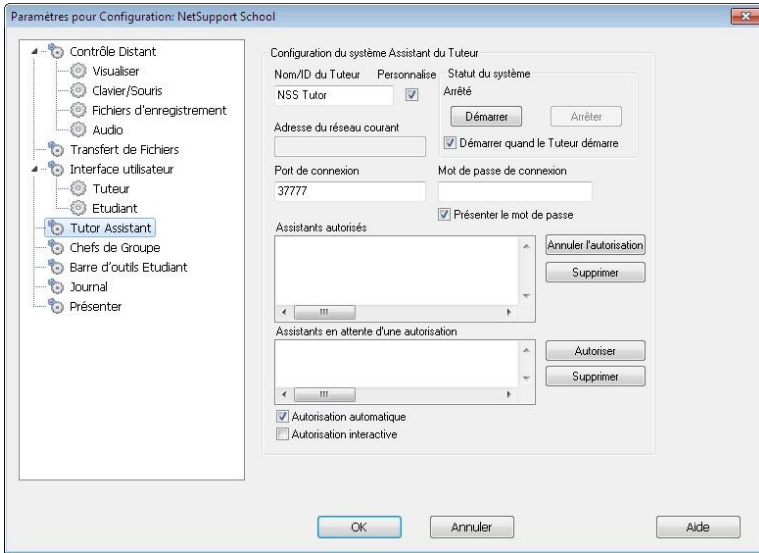 Paramètres pour Configuration: NetSupport School
Contrôle Distant
Visualiser
Clavier/Souris
Fichiers d'enregistrement
Audio
Transfert de Fichiers
Interface utilisateur
Tuteur
Etudiant
Tutor Assistant
Chefs de Groupe
Barre d'outils Etudiant
Journal
Présenter
Configuration du système Assistant du Tuteur
Nom/ID du Tuteur
Personnalise
NSS Tutor
Statut du système
Arrêté
Démarrer
Arrêter
Démarrer quand le Tuteur démarre
Adresse du réseau courant
Port de connexion
37777
Mot de passe de connexion
Présenter le mot de passe
Assistants autorisés
Annuler l'autorisation
Supprimer
Assistants en attente d'une autorisation
Autoriser
Supprimer
Autorisation automatique
Autorisation interactive
OK
Annuler
Aide